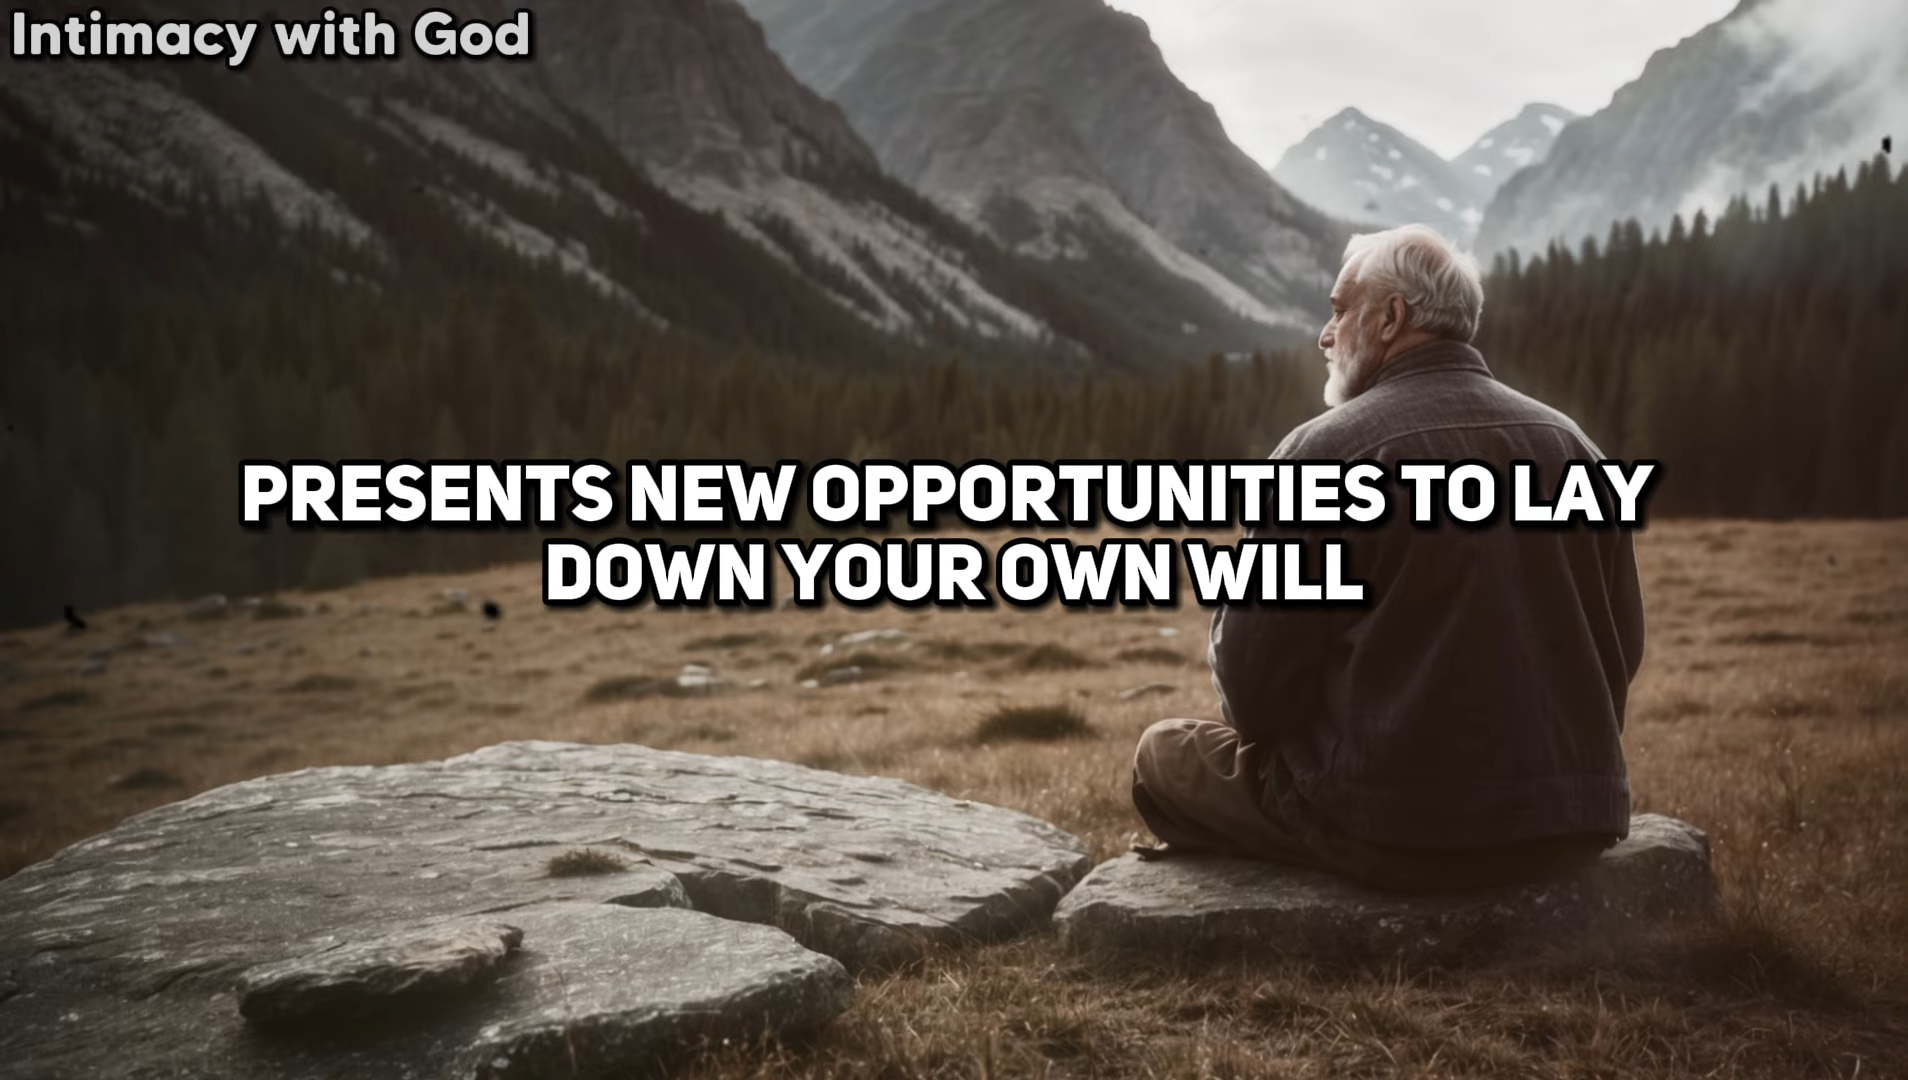 Intimacy with God
PRESENTS NEW OPPORTUNITIES TO LAY
DOWN YOUR OWN WILL